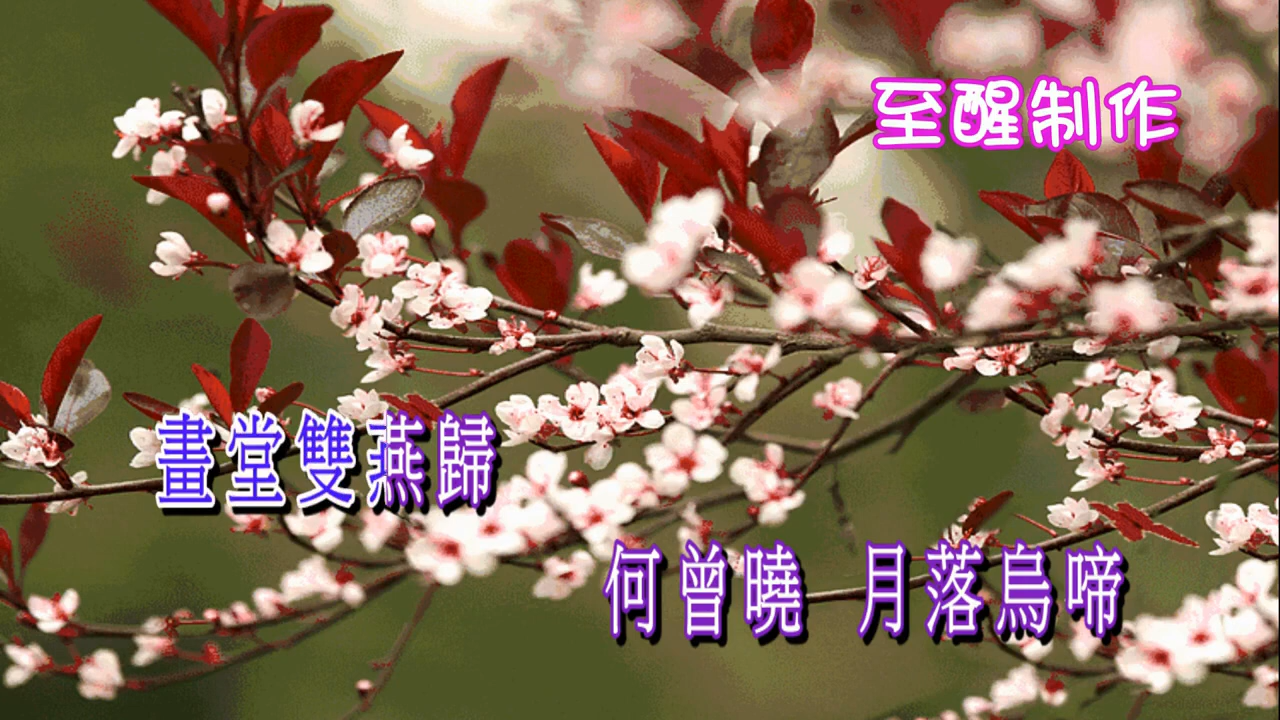 至醒制作
畫堂雙燕歸
何曾曉 月落烏啼